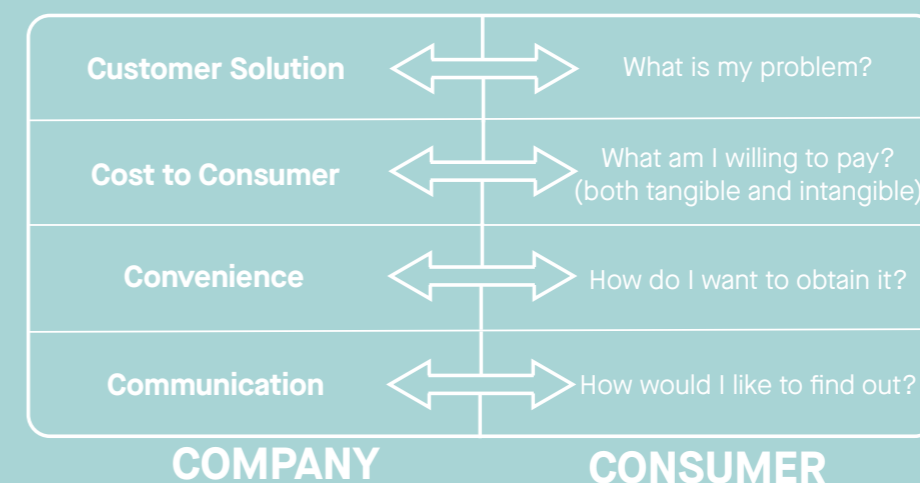 Customer Solution
What is my problem?
Cost to Consumer
What am I willing to pay?
(both tangible and intangible)
Convenience
How do I want to obtain it?
Communication
How would I like to find out?
COMPANY
CONSUMER